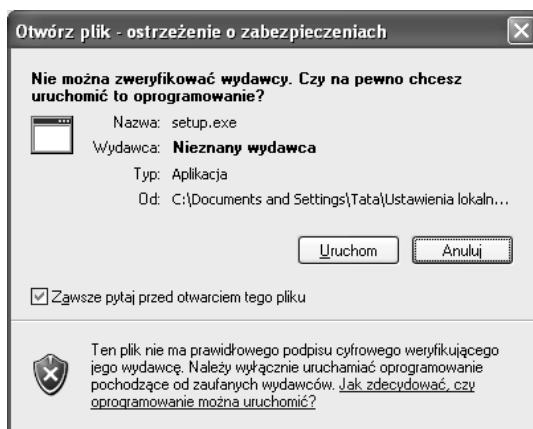 Otwórz plik - ostrzeżenie o zabezpieczeniach
Nie można zweryfikować wydawcy. Czy na pewno chcesz
uruchomić to oprogramowanie?
Nazwa: setup.exe
Wydawca: Nieznany wydawca
Typ: Aplikacja
Od: C:\Documents and Settings\Tata\Ustawienia lokaln...
Uruchom Anuluj
Zawsze pytaj przed otwarciem tego pliku
Ten plik nie ma prawidłowego podpisu cyfrowego weryfikującego
jego wydawcę. Należy wyłącznie uruchamiać oprogramowanie
pochodzące od zaufanych wydawców. Jak zdecydować, czy
oprogramowanie można uruchomić?